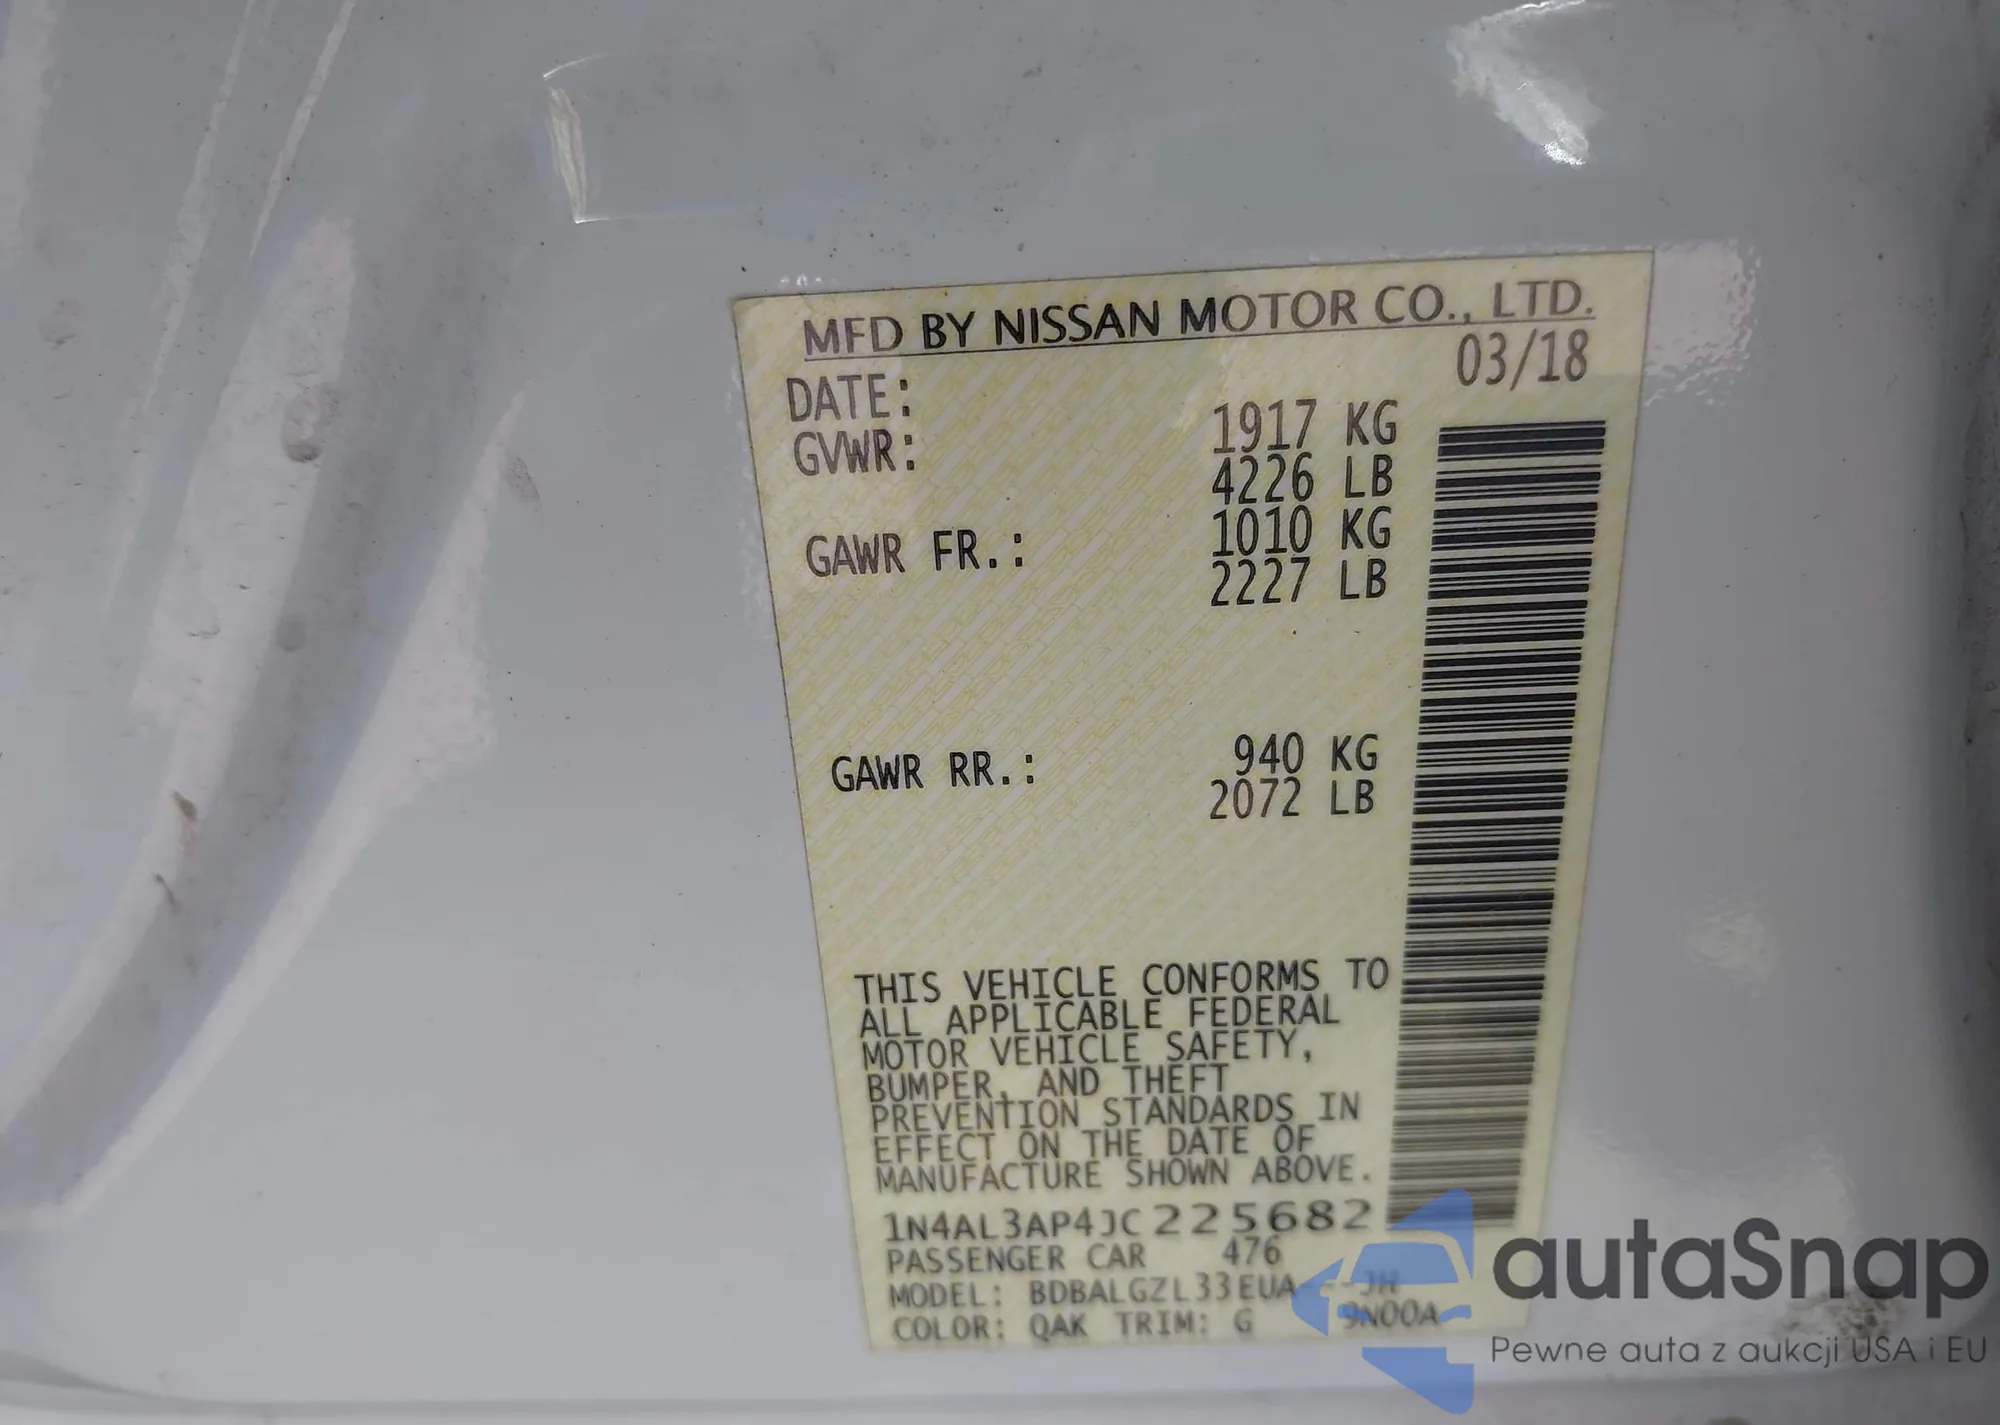 MFD BY NISSAN MOTOR CO., LTD.
DATE: 03/18
GVWR: 1917 KG
4226 LB
GAWR FR.: 1010 KG
2227 LB
GAWR RR.: 940 KG
2072 LB
THIS VEHICLE CONFORMS TO
ALL APPLICABLE FEDERAL
MOTOR VEHICLE SAFETY,
BUMPER, AND THEFT
PREVENTION STANDARDS IN
EFFECT ON THE DATE OF
MANUFACTURE SHOWN ABOVE.
1N4AL3AP4JC225682
PASSENGER CAR 476
MODEL: BDBALGZL33EUA--JH
COLOR: QAK TRIM: G 9N00A
autaSnap
Pewne auta z aukcji USA i EU